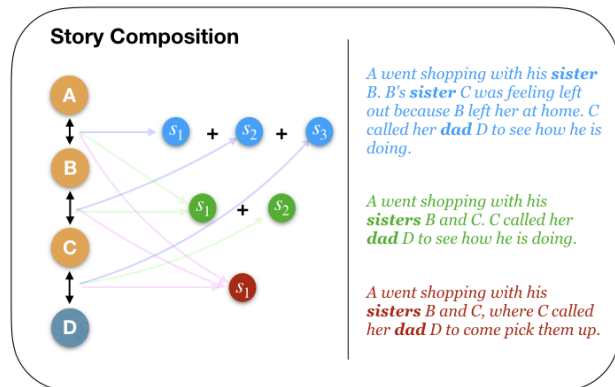 Story Composition
A
B
C
D
s1 + s2 + s3
s1 + s2
s1
A went shopping with his sister
B. B's sister C was feeling left
out because B left her at home. C
called her dad D to see how he is
doing.
A went shopping with his
sisters B and C. C called her
dad D to see how he is doing.
A went shopping with his
sisters B and C, where C called
her dad D to come pick them up.